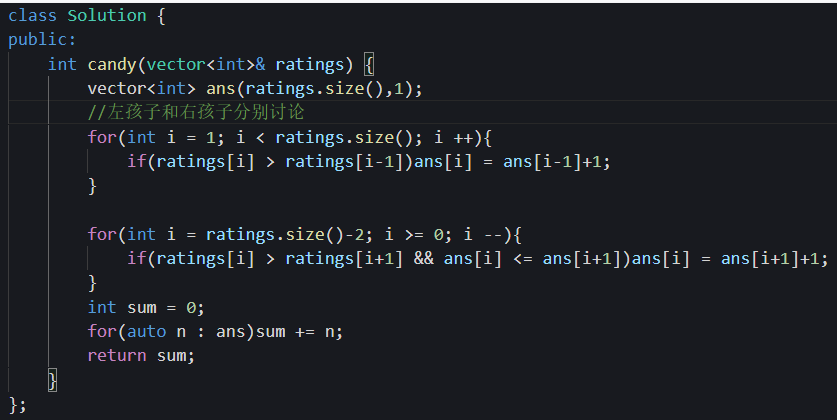 class Solution {
public:
    int candy(vector<int>& ratings) {
        vector<int> ans(ratings.size(),1);
        //左孩子和右孩子分别讨论
        for(int i = 1; i < ratings.size(); i ++){
            if(ratings[i] > ratings[i-1])ans[i] = ans[i-1]+1;
        }

        for(int i = ratings.size()-2; i >= 0; i --){
            if(ratings[i] > ratings[i+1] && ans[i] <= ans[i+1])ans[i] = ans[i+1]+1;
        }
        int sum = 0;
        for(auto n : ans)sum += n;
        return sum;
    }
};